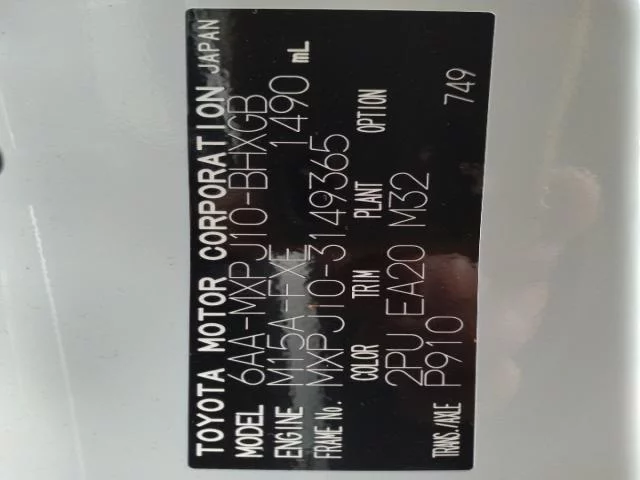 TOYOTA MOTOR CORPORATION JAPAN
MODEL 6AA-MXPJ10-BHXGB
ENGINE M15A-FXE 1490 mL
FRAME No. MXPJ10-3149365
COLOR TRIM PLANT OPTION
2PU EA20 M32
TRANS./AXLE P910 749